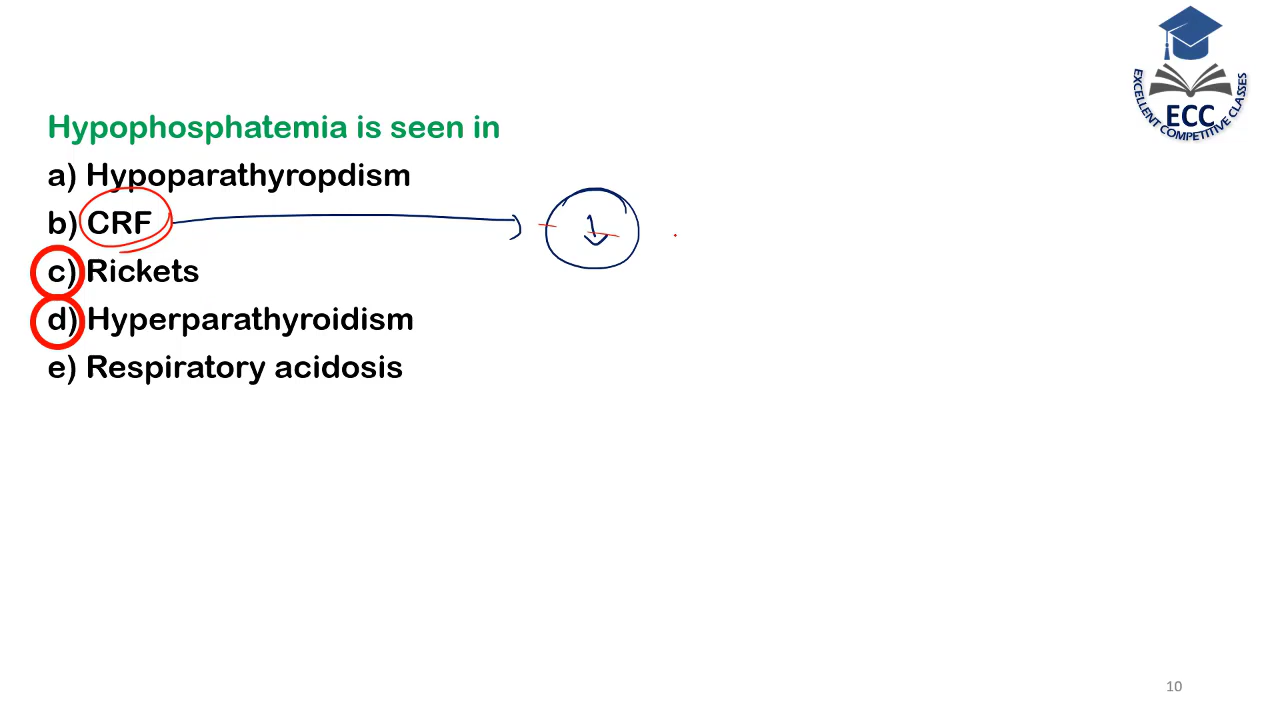 Hypophosphatemia is seen in
a) Hypoparathyropdism
b) CRF
c) Rickets
d) Hyperparathyroidism
e) Respiratory acidosis
ECC
EXCELLENT COMPETITIVE CLASSES
10